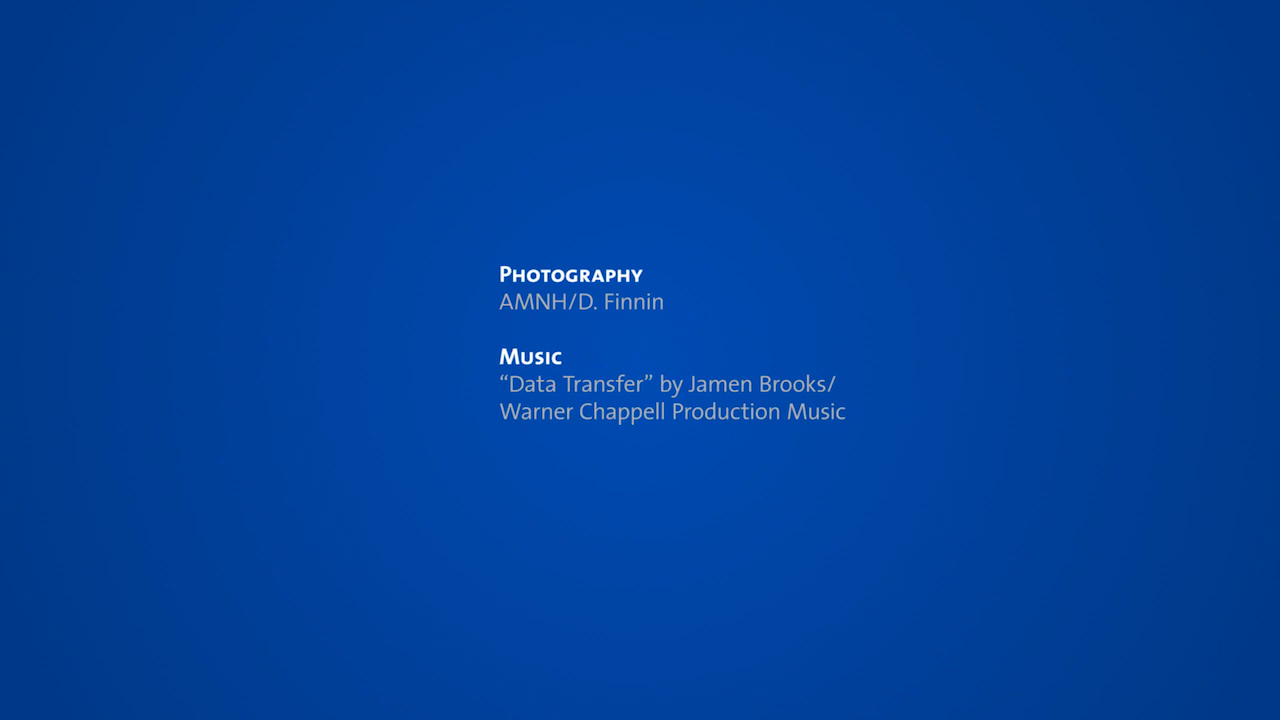 Photography
AMNH/D. Finnin
Music
“Data Transfer” by Jamen Brooks/
Warner Chappell Production Music